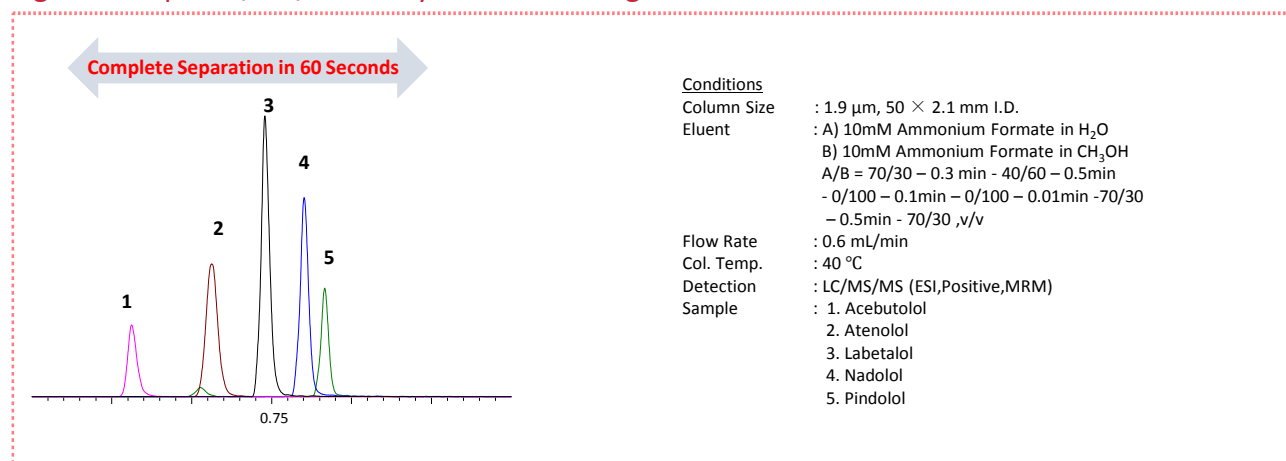 Complete Separation in 60 Seconds
3
4
2
5
1
0.75
Conditions
Column Size : 1.9 µm, 50 × 2.1 mm I.D.
Eluent : A) 10mM Ammonium Formate in H₂O
B) 10mM Ammonium Formate in CH₃OH
A/B = 70/30 – 0.3 min - 40/60 – 0.5min
- 0/100 – 0.1min – 0/100 – 0.01min -70/30
– 0.5min - 70/30 ,v/v
Flow Rate : 0.6 mL/min
Col. Temp. : 40 ℃
Detection : LC/MS/MS (ESI,Positive,MRM)
Sample : 1. Acebutolol
2. Atenolol
3. Labetalol
4. Nadolol
5. Pindolol